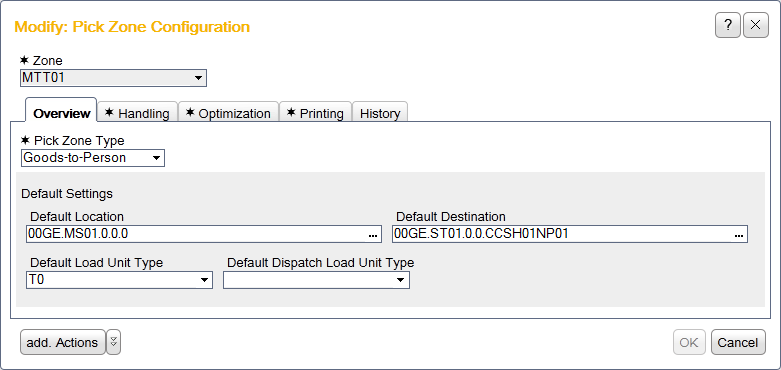 Modify: Pick Zone Configuration
?
✶ Zone
MTT01
Overview ✶ Handling ✶ Optimization ✶ Printing History
✶ Pick Zone Type
Goods-to-Person
Default Settings
Default Location Default Destination
00GE.MS01.0.0.0 ... 00GE.ST01.0.0.CCSH01NP01 ...
Default Load Unit Type Default Dispatch Load Unit Type
T0
add. Actions OK Cancel